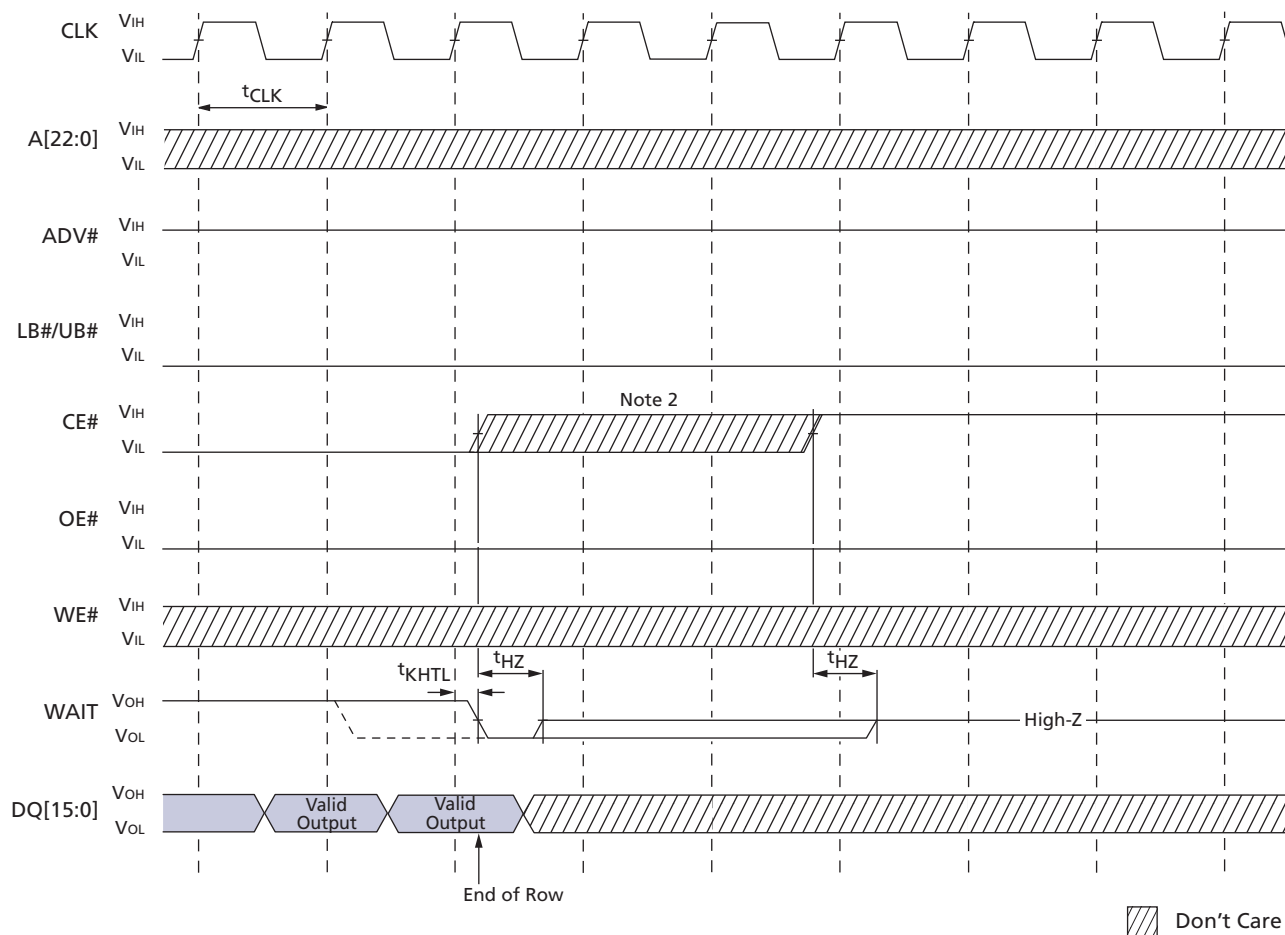 CLK VIH
VIL
tCLK
A[22:0] VIH
VIL
ADV# VIH
VIL
LB#/UB# VIH
VIL
CE# VIH
VIL
Note 2
OE# VIH
VIL
WE# VIH
VIL
tKHTL tHZ tHZ
WAIT VOH
VOL
High-Z
DQ[15:0] VOH
VOL
Valid Output
Valid Output
End of Row
Don't Care